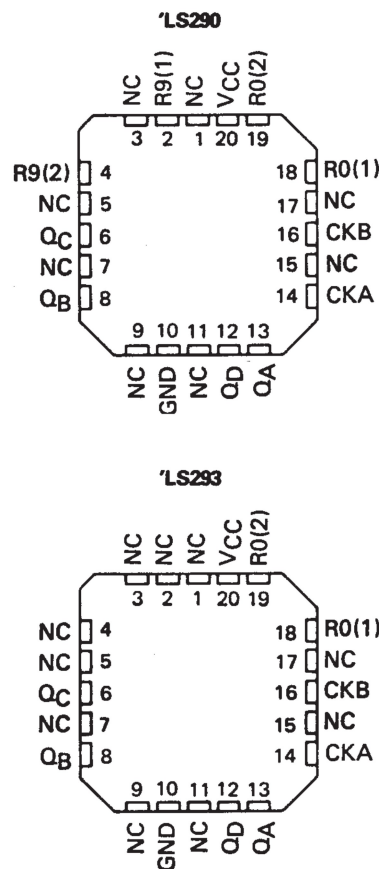 'LS290
NC R9(1) NC VCC R0(2)
3 2 1 20 19
R9(2) 4 18 R0(1)
NC 5 17 NC
QC 6 16 CKB
NC 7 15 NC
QB 8 14 CKA
9 10 11 12 13
NC GND NC QD QA
'LS293
NC NC NC VCC R0(2)
3 2 1 20 19
NC 4 18 R0(1)
NC 5 17 NC
QC 6 16 CKB
NC 7 15 NC
QB 8 14 CKA
9 10 11 12 13
NC GND NC QD QA